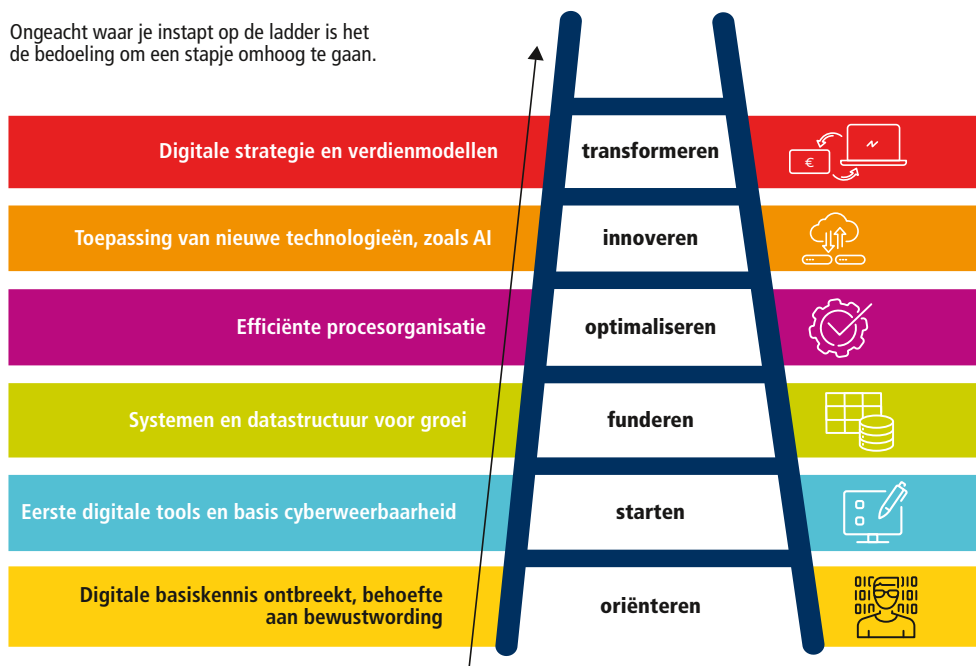 Ongeacht waar je instapt op de ladder is het
de bedoeling om een stapje omhoog te gaan.
Digitale strategie en verdienmodellen
transformeren
€
Toepassing van nieuwe technologieën, zoals AI
innoveren
Efficiënte procesorganisatie
optimaliseren
Systemen en datastructuur voor groei
funderen
Eerste digitale tools en basis cyberweerbaarheid
starten
Digitale basiskennis ontbreekt, behoefte
aan bewustwording
oriënteren